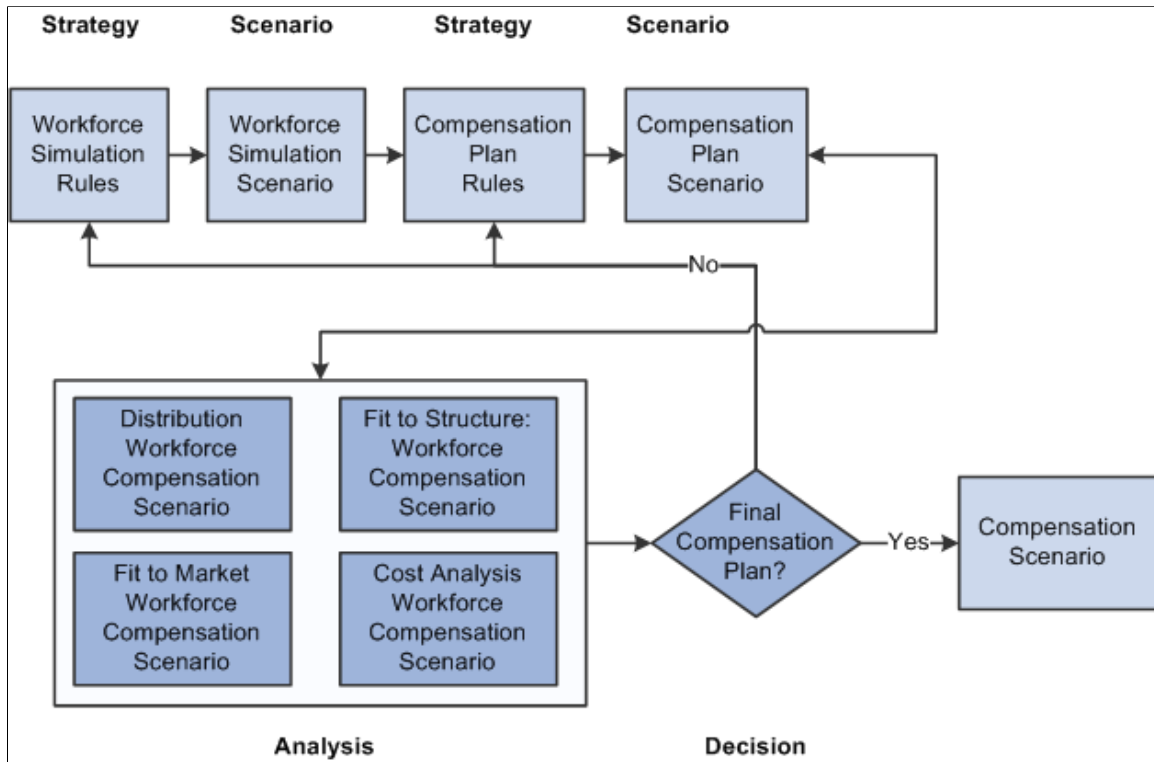 Strategy
Scenario
Strategy
Scenario
Workforce
Simulation
Rules
Workforce
Simulation
Scenario
Compensation
Plan
Rules
Compensation
Plan
Scenario
No
Distribution
Workforce
Compensation
Scenario
Fit to Structure:
Workforce
Compensation
Scenario
Fit to Market
Workforce
Compensation
Scenario
Cost Analysis
Workforce
Compensation
Scenario
Final
Compensation
Plan?
Yes
Compensation
Scenario
Analysis
Decision